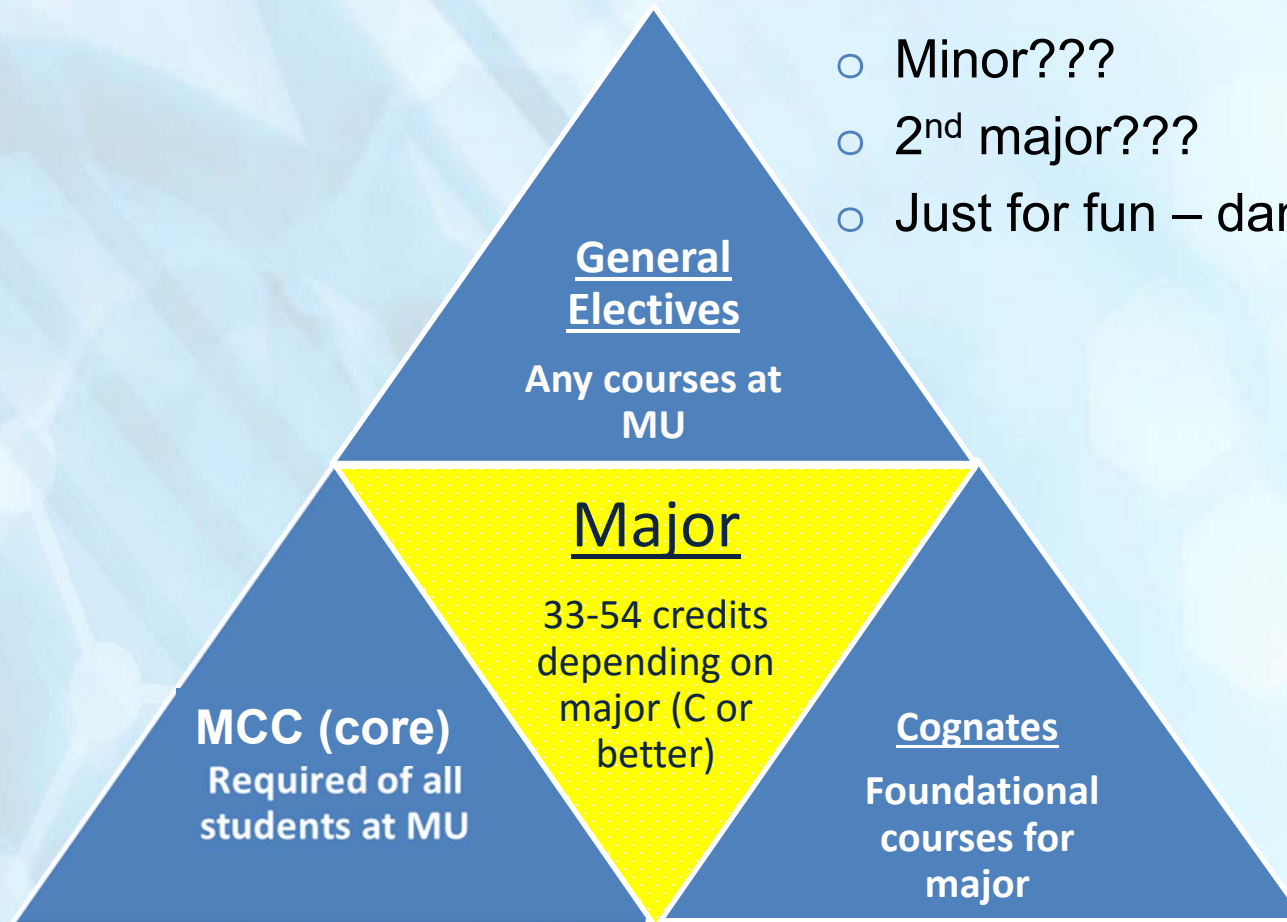 Minor???
2nd major???
Just for fun –
General
Electives
Any courses at
MU
Major
33-54 credits
depending on
major (C or
better)
MCC (core)
Required of all
students at MU
Cognates
Foundational
courses for
major